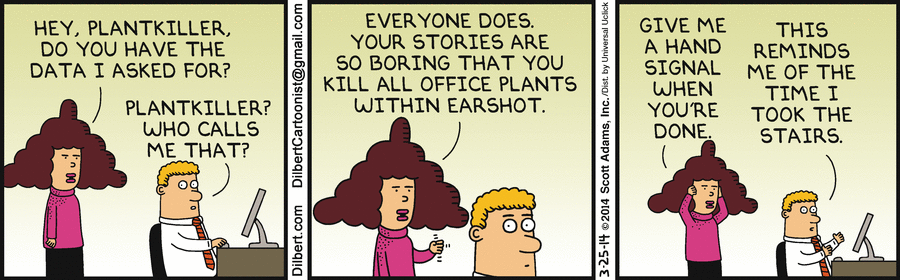 HEY, PLANTKILLER,
DO YOU HAVE THE
DATA I ASKED FOR?
PLANTKILLER?
WHO CALLS
ME THAT?
Dilbert.com DilbertCartoonist@gmail.com
EVERYONE DOES.
YOUR STORIES ARE
SO BORING THAT YOU
KILL ALL OFFICE PLANTS
WITHIN EARSHOT.
3-25-14 © 2014 Scott Adams, Inc. /Dist. by Universal Uclick
GIVE ME
A HAND
SIGNAL
WHEN
YOU'RE
DONE.
THIS
REMINDS
ME OF THE
TIME I
TOOK THE
STAIRS.